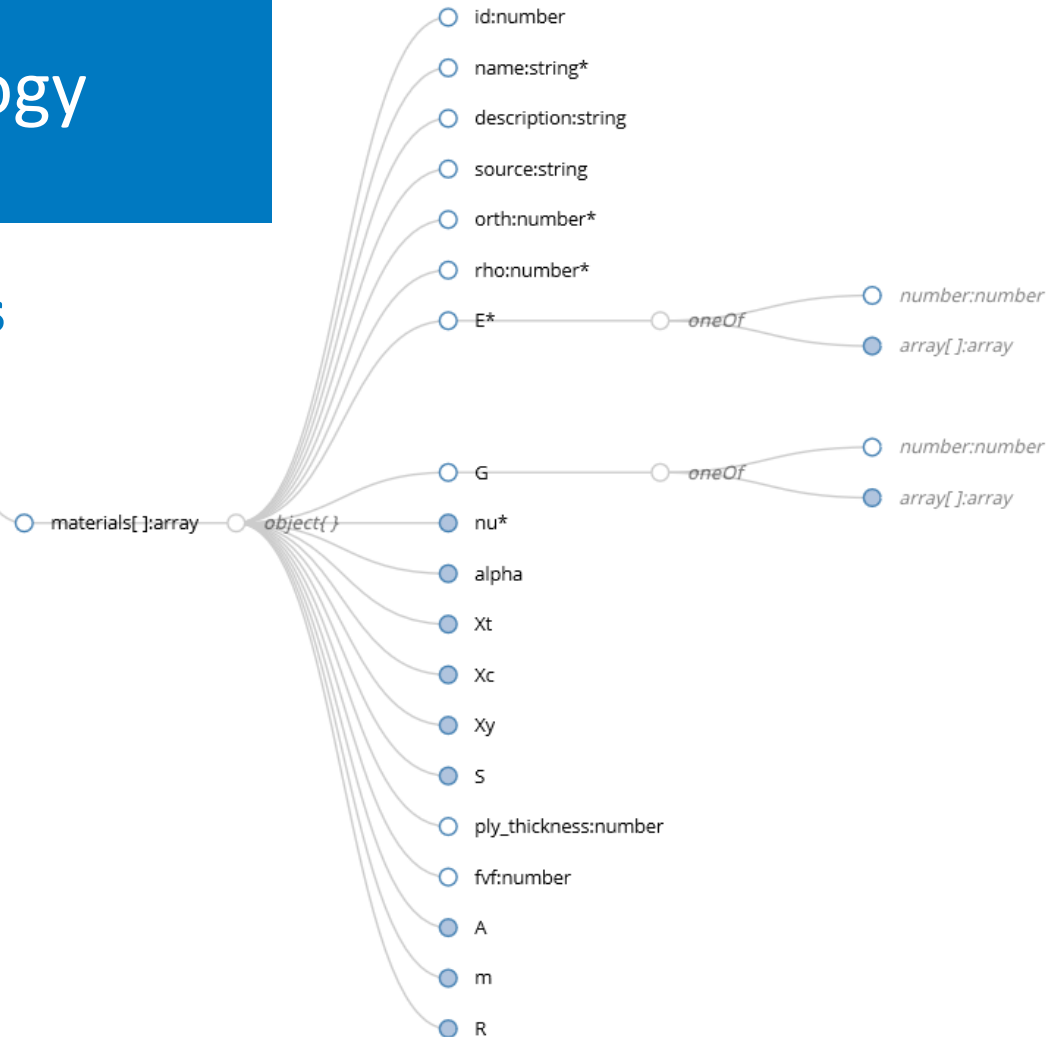 ogy
s
id:number
name:string*
description:string
source:string
orth:number*
rho:number*
E*
oneOf
number:number
array[ ]:array
G
oneOf
number:number
array[ ]:array
materials[ ]:array
object{ }
nu*
alpha
Xt
Xc
Xy
S
ply_thickness:number
fvf:number
A
m
R